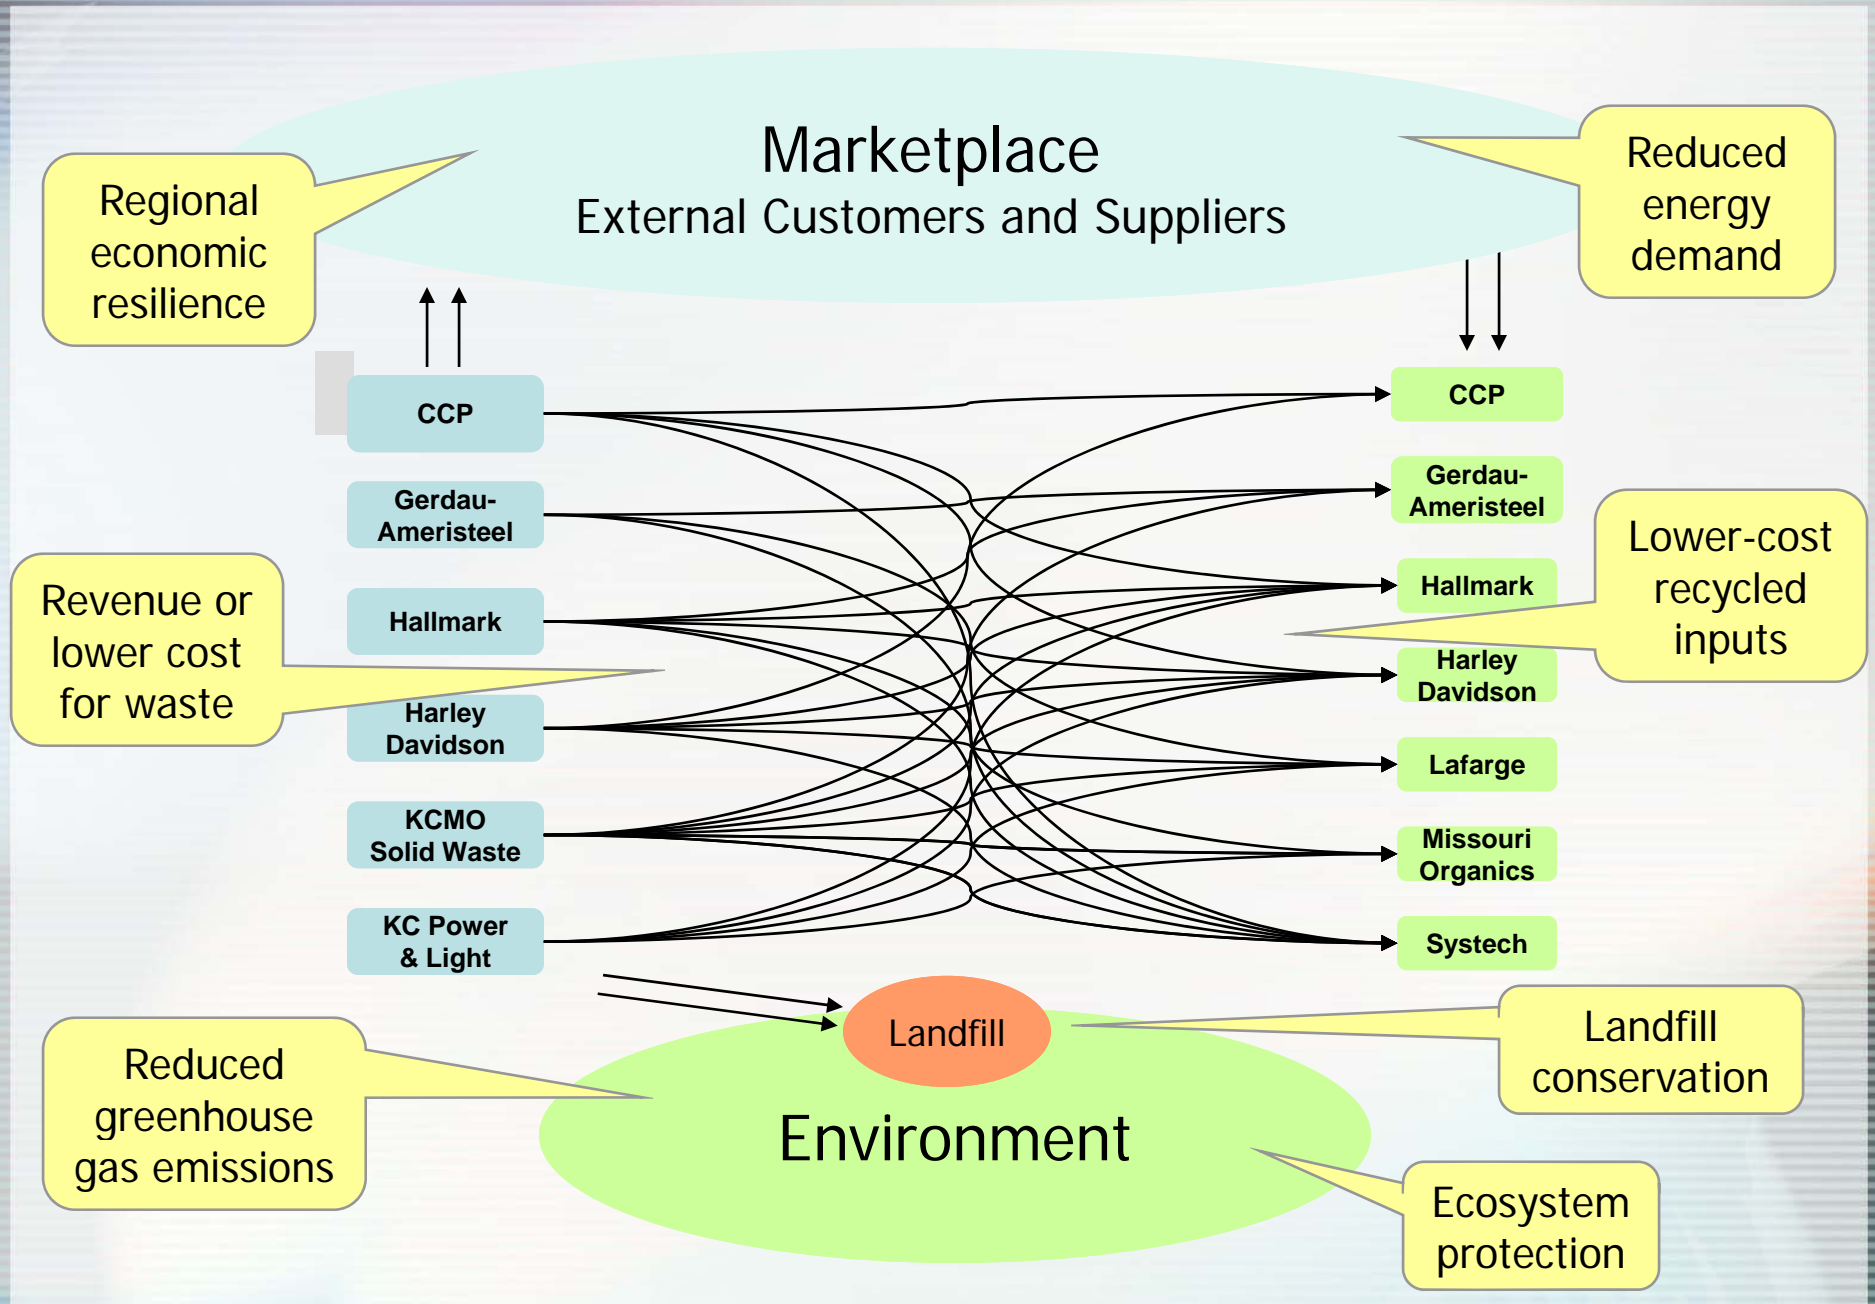 Marketplace
External Customers and Suppliers
Regional
economic
resilience
Reduced
energy
demand
CCP
Gerdau-
Ameristeel
Hallmark
Revenue or
lower cost
for waste
Harley
Davidson
KCMO
Solid Waste
KC Power
& Light
CCP
Gerdau-
Ameristeel
Hallmark
Lower-cost
recycled
inputs
Harley
Davidson
Lafarge
Missouri
Organics
Systech
Landfill
Environment
Reduced
greenhouse
gas emissions
Landfill
conservation
Ecosystem
protection